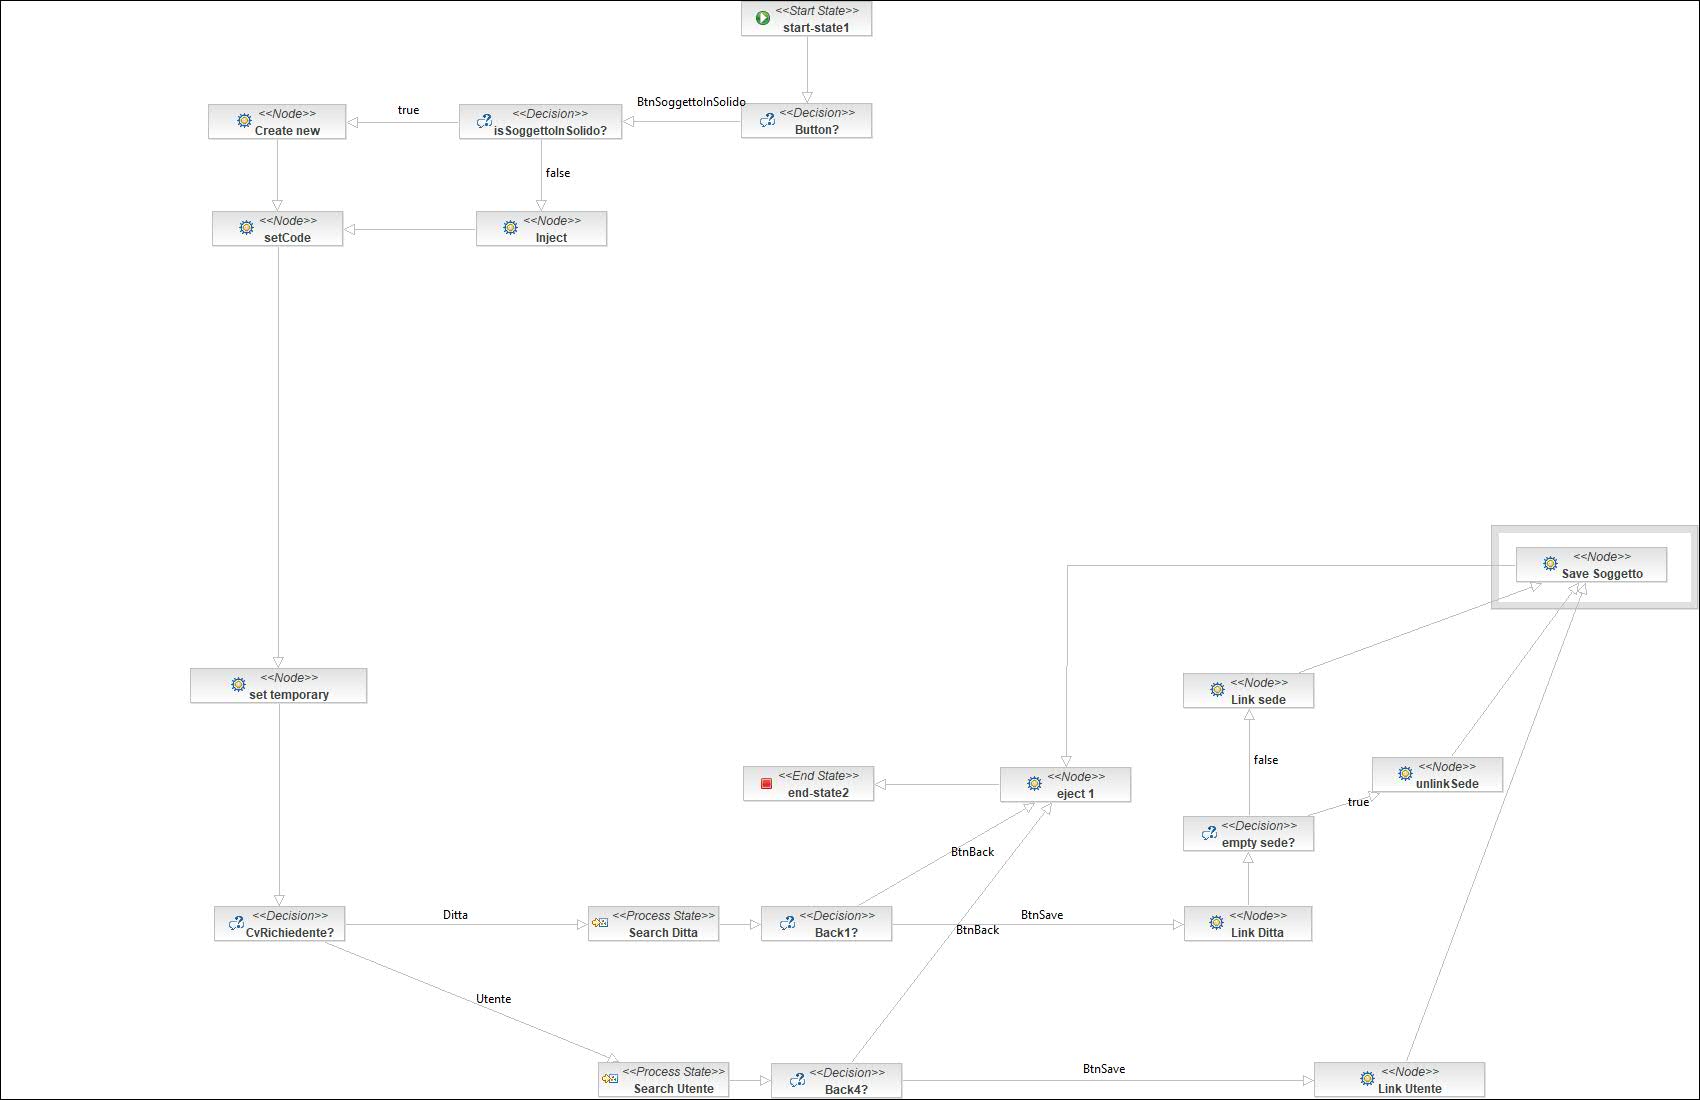 <<Start State>>
start-state1
<<Node>>
Create new
true
<<Decision>>
isSoggettoInSolido?
BtnSoggettoInSolido
<<Decision>>
Button?
false
<<Node>>
setCode
<<Node>>
Inject
<<Node>>
Save Soggetto
<<Node>>
set temporary
<<Node>>
Link sede
false
<<End State>>
end-state2
<<Node>>
eject 1
<<Node>>
unlinkSede
true
<<Decision>>
empty sede?
BtnBack
<<Decision>>
CvRichiedente?
Ditta
<<Process State>>
Search Ditta
<<Decision>>
Back1?
BtnSave
BtnBack
<<Node>>
Link Ditta
Utente
<<Process State>>
Search Utente
<<Decision>>
Back4?
BtnSave
<<Node>>
Link Utente